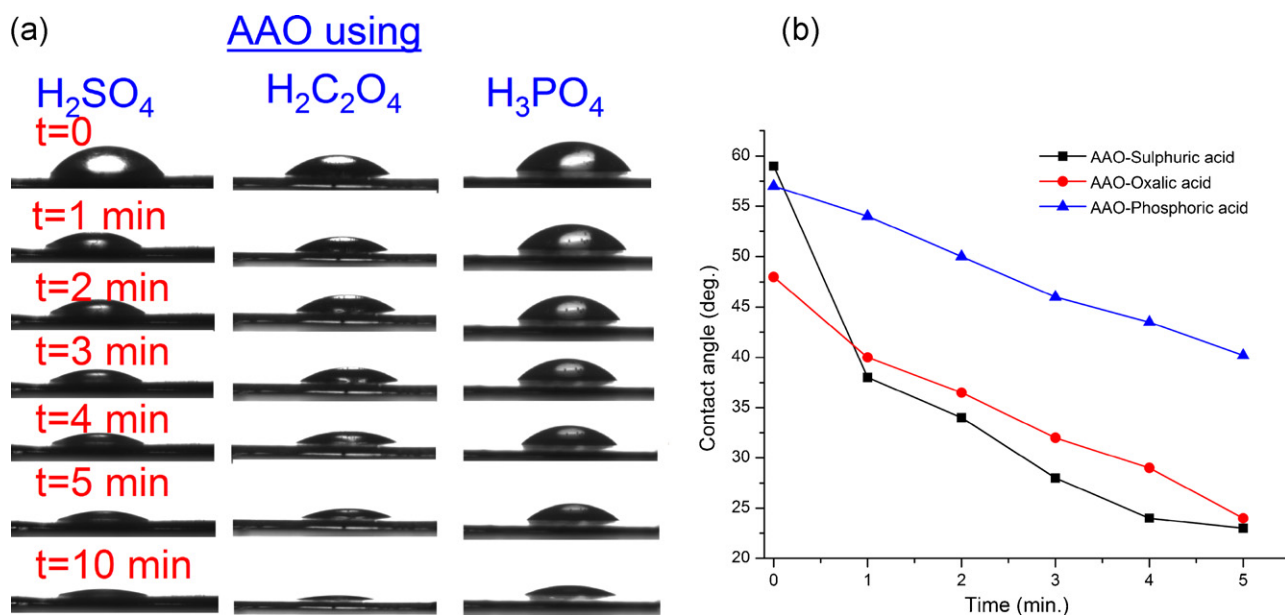 (a)
AAO using
H₂SO₄ H₂C₂O₄ H₃PO₄
t=0
t=1 min
t=2 min
t=3 min
t=4 min
t=5 min
t=10 min
(b)
AAO-Sulphuric acid
AAO-Oxalic acid
AAO-Phosphoric acid
Contact angle (deg.)
60
55
50
45
40
35
30
25
20
0 1 2 3 4 5
Time (min.)